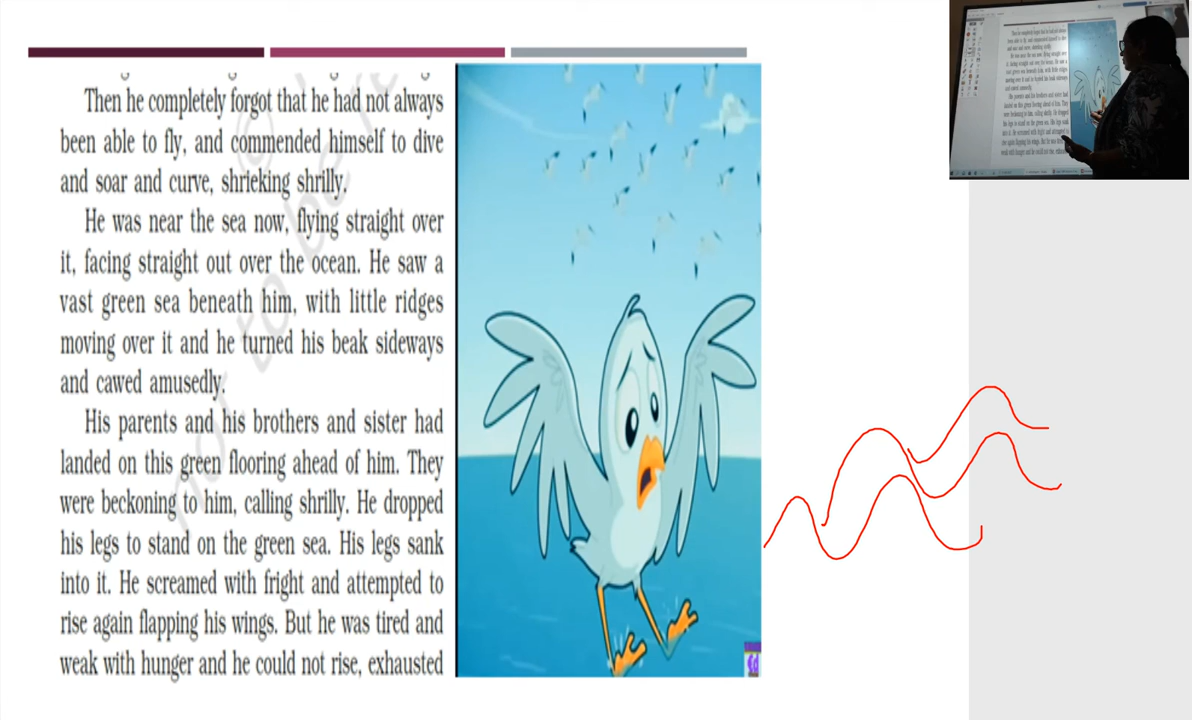 Then he completely forgot that he had not always
been able to fly, and commended himself to dive
and soar and curve, shrieking shrilly.
He was near the sea now, flying straight over
it, facing straight out over the ocean. He saw a
vast green sea beneath him, with little ridges
moving over it and he turned his beak sideways
and cawed amusedly.
His parents and his brothers and sister had
landed on this green flooring ahead of him. They
were beckoning to him, calling shrilly. He dropped
his legs to stand on the green sea. His legs sank
into it. He screamed with fright and attempted to
rise again flapping his wings. But he was tired and
weak with hunger and he could not rise, exhausted
not to be re